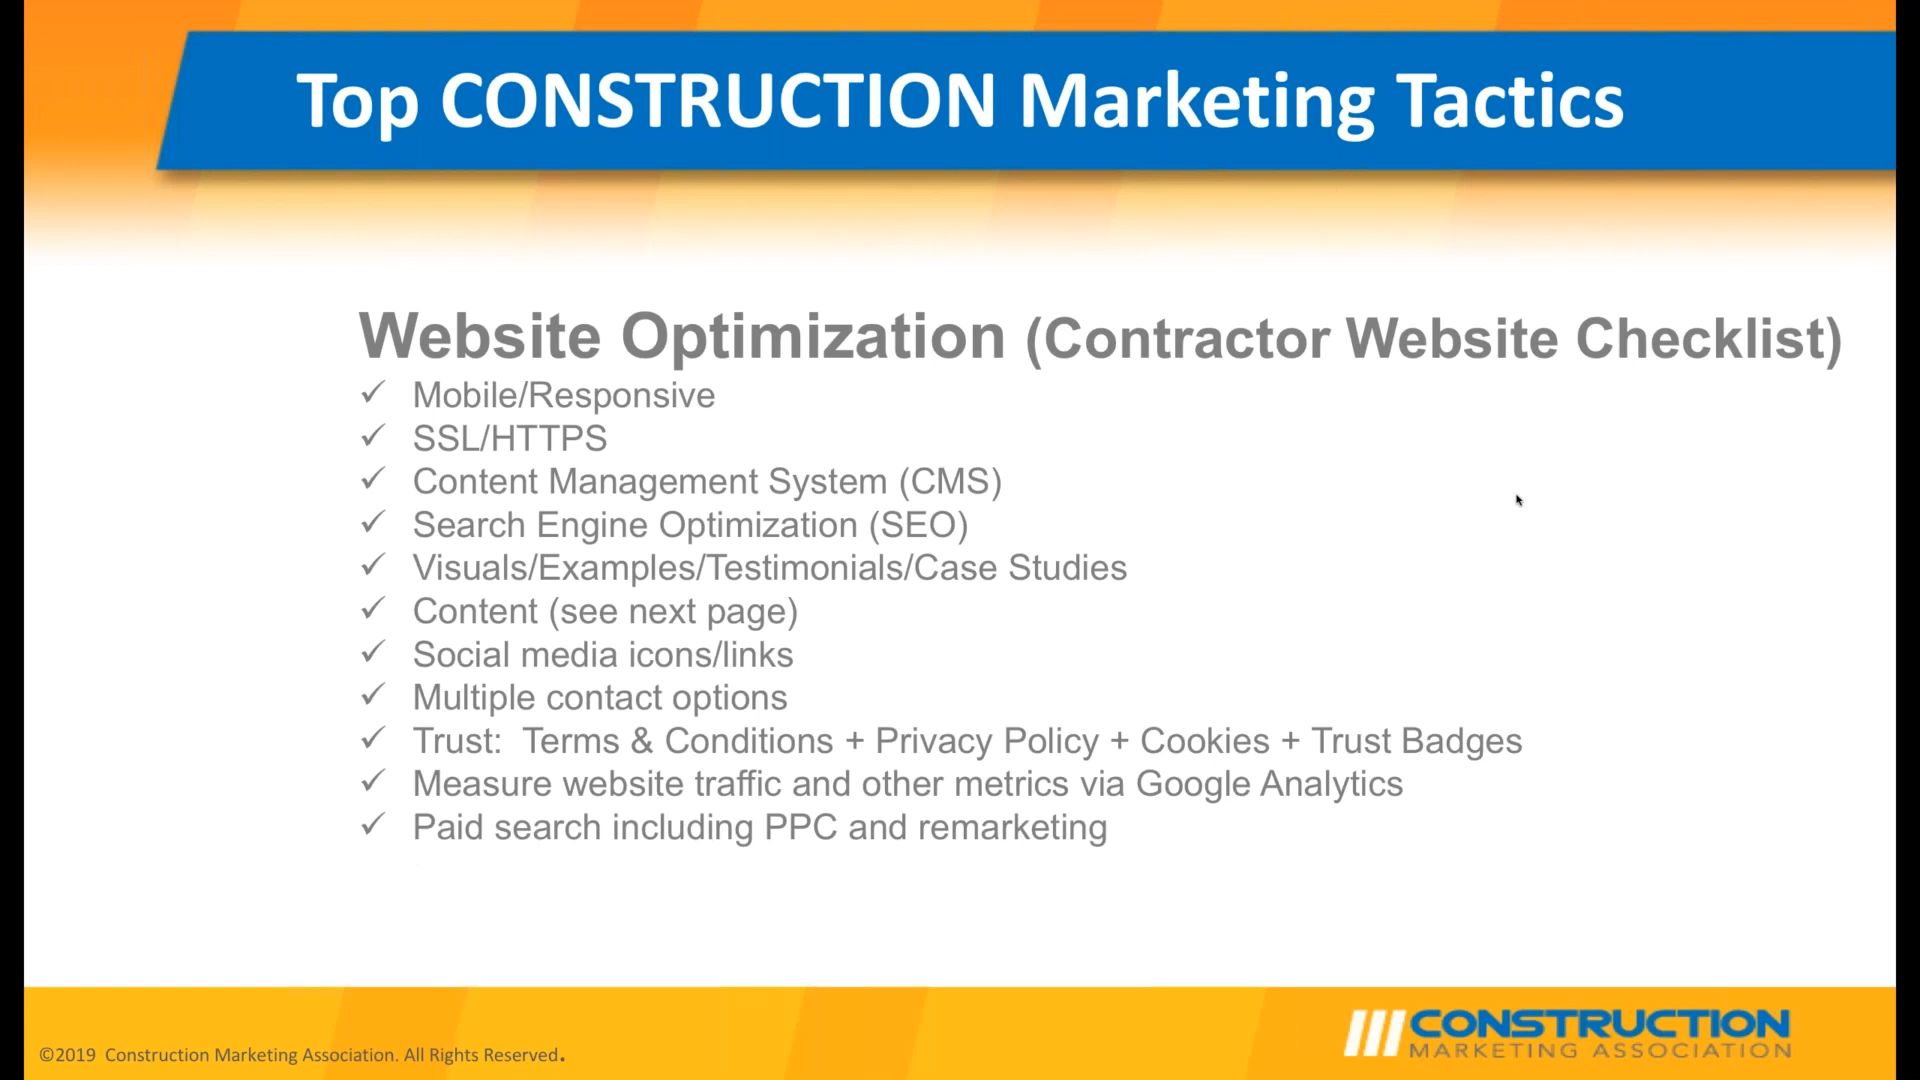 Top CONSTRUCTION Marketing Tactics
Website Optimization (Contractor Website Checklist)
✓ Mobile/Responsive
✓ SSL/HTTPS
✓ Content Management System (CMS)
✓ Search Engine Optimization (SEO)
✓ Visuals/Examples/Testimonials/Case Studies
✓ Content (see next page)
✓ Social media icons/links
✓ Multiple contact options
✓ Trust:  Terms & Conditions + Privacy Policy + Cookies + Trust Badges
✓ Measure website traffic and other metrics via Google Analytics
✓ Paid search including PPC and remarketing
©2019  Construction Marketing Association. All Rights Reserved.
CONSTRUCTION
MARKETING ASSOCIATION